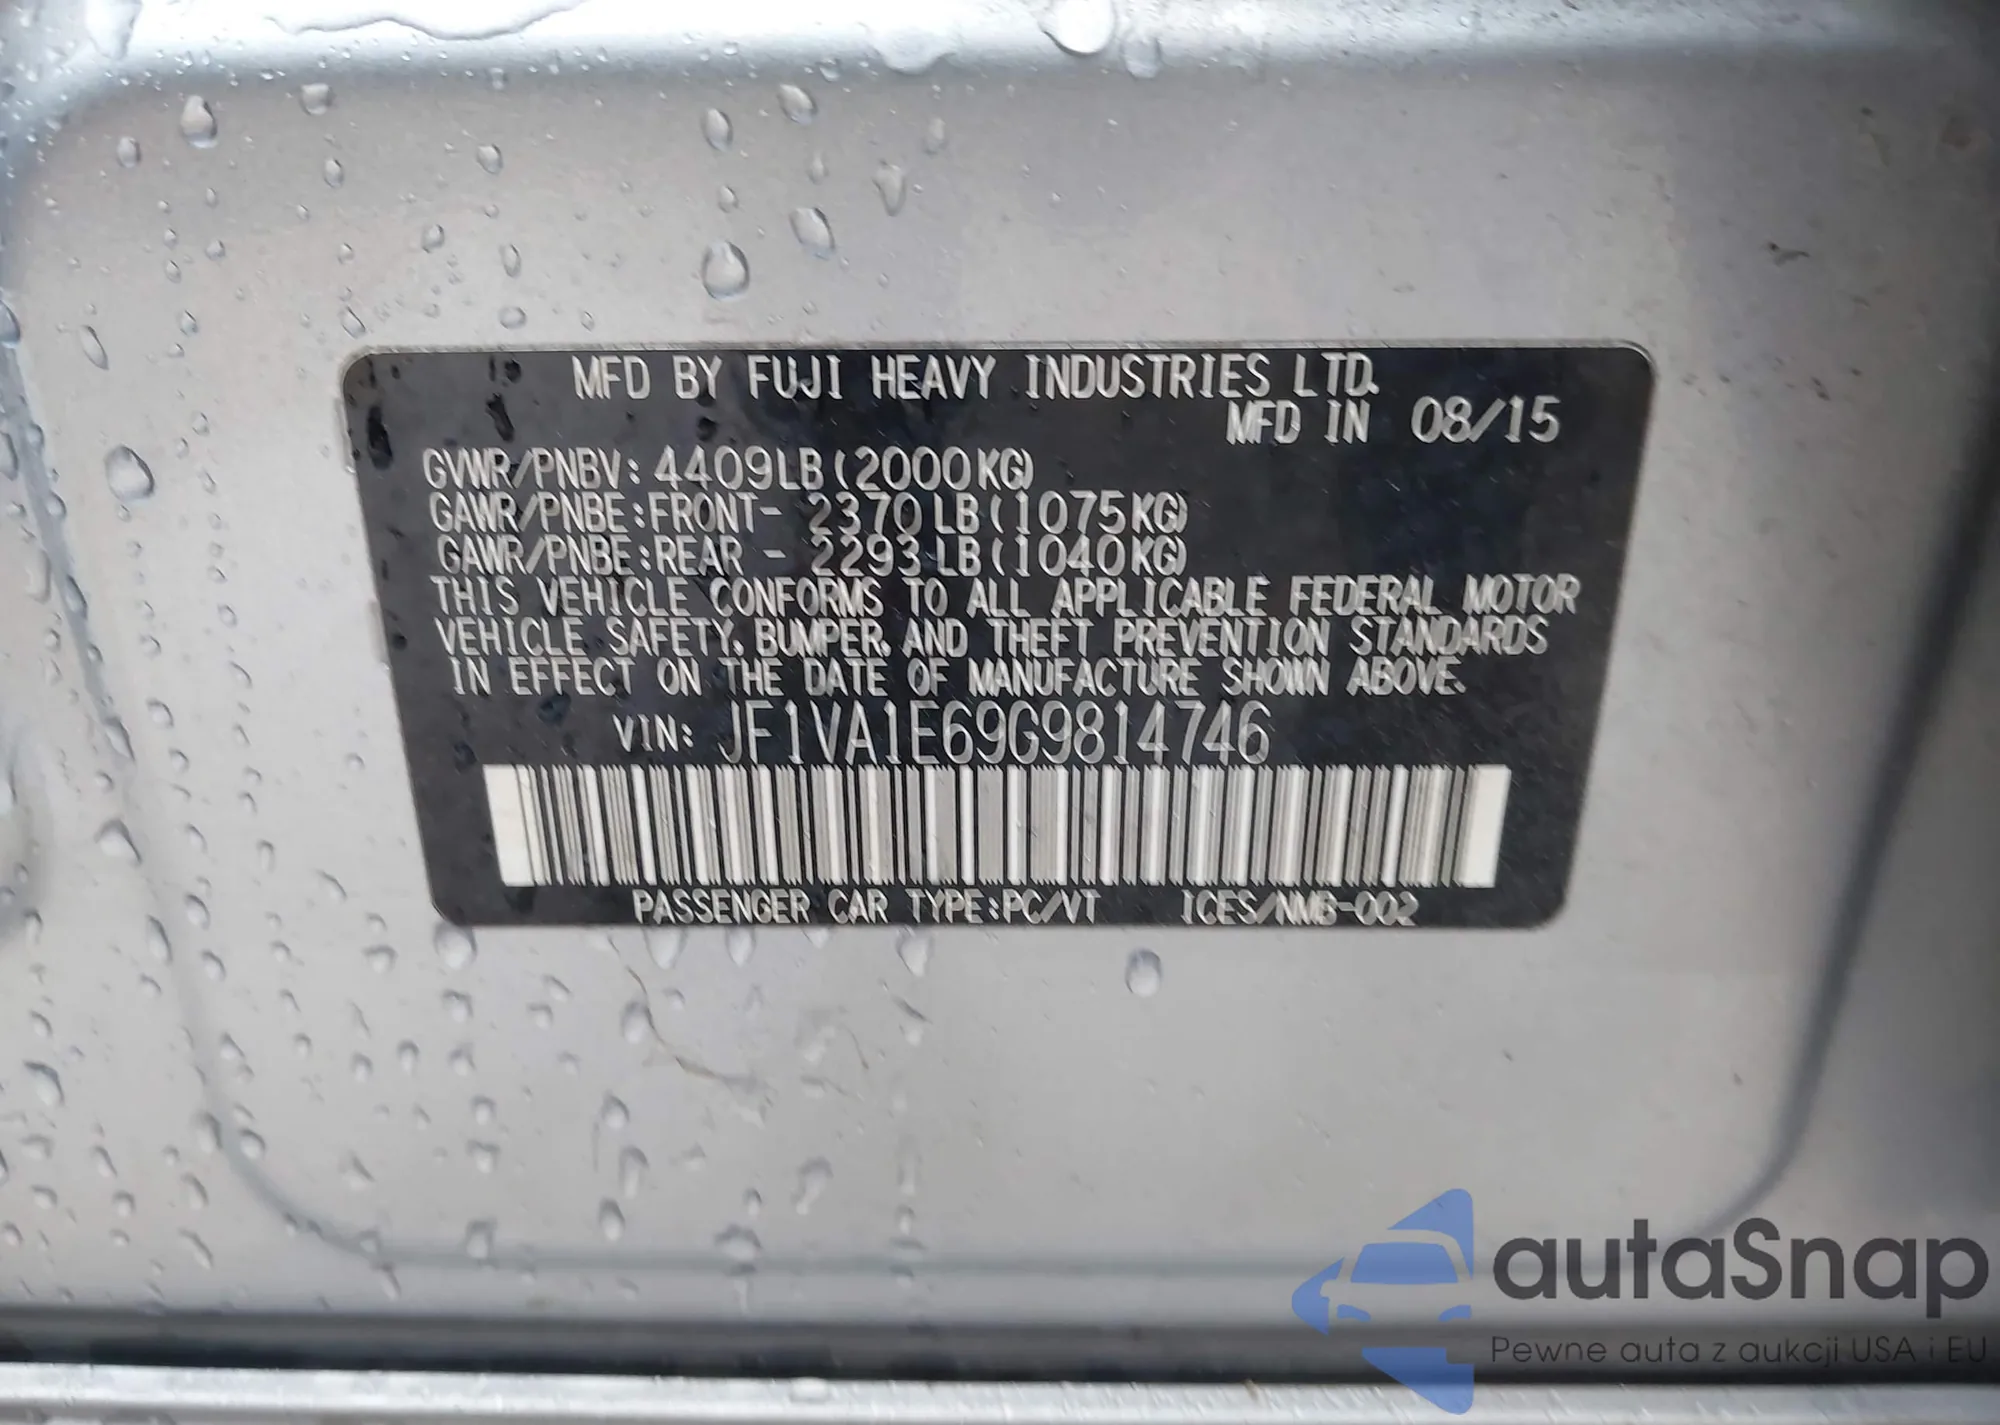 MFD BY FUJI HEAVY INDUSTRIES LTD.
MFD IN 08/15
GVWR/PNBV: 4409LB(2000KG)
GAWR/PNBE:FRONT- 2370LB(1075KG)
GAWR/PNBE:REAR - 2293LB(1040KG)
THIS VEHICLE CONFORMS TO ALL APPLICABLE FEDERAL MOTOR
VEHICLE SAFETY, BUMPER, AND THEFT PREVENTION STANDARDS
IN EFFECT ON THE DATE OF MANUFACTURE SHOWN ABOVE.
VIN: JF1VA1E69G9814746
PASSENGER CAR TYPE:PC/VT ICES/NMB-002
autaSnap
Pewne auta z aukcji USA i EU